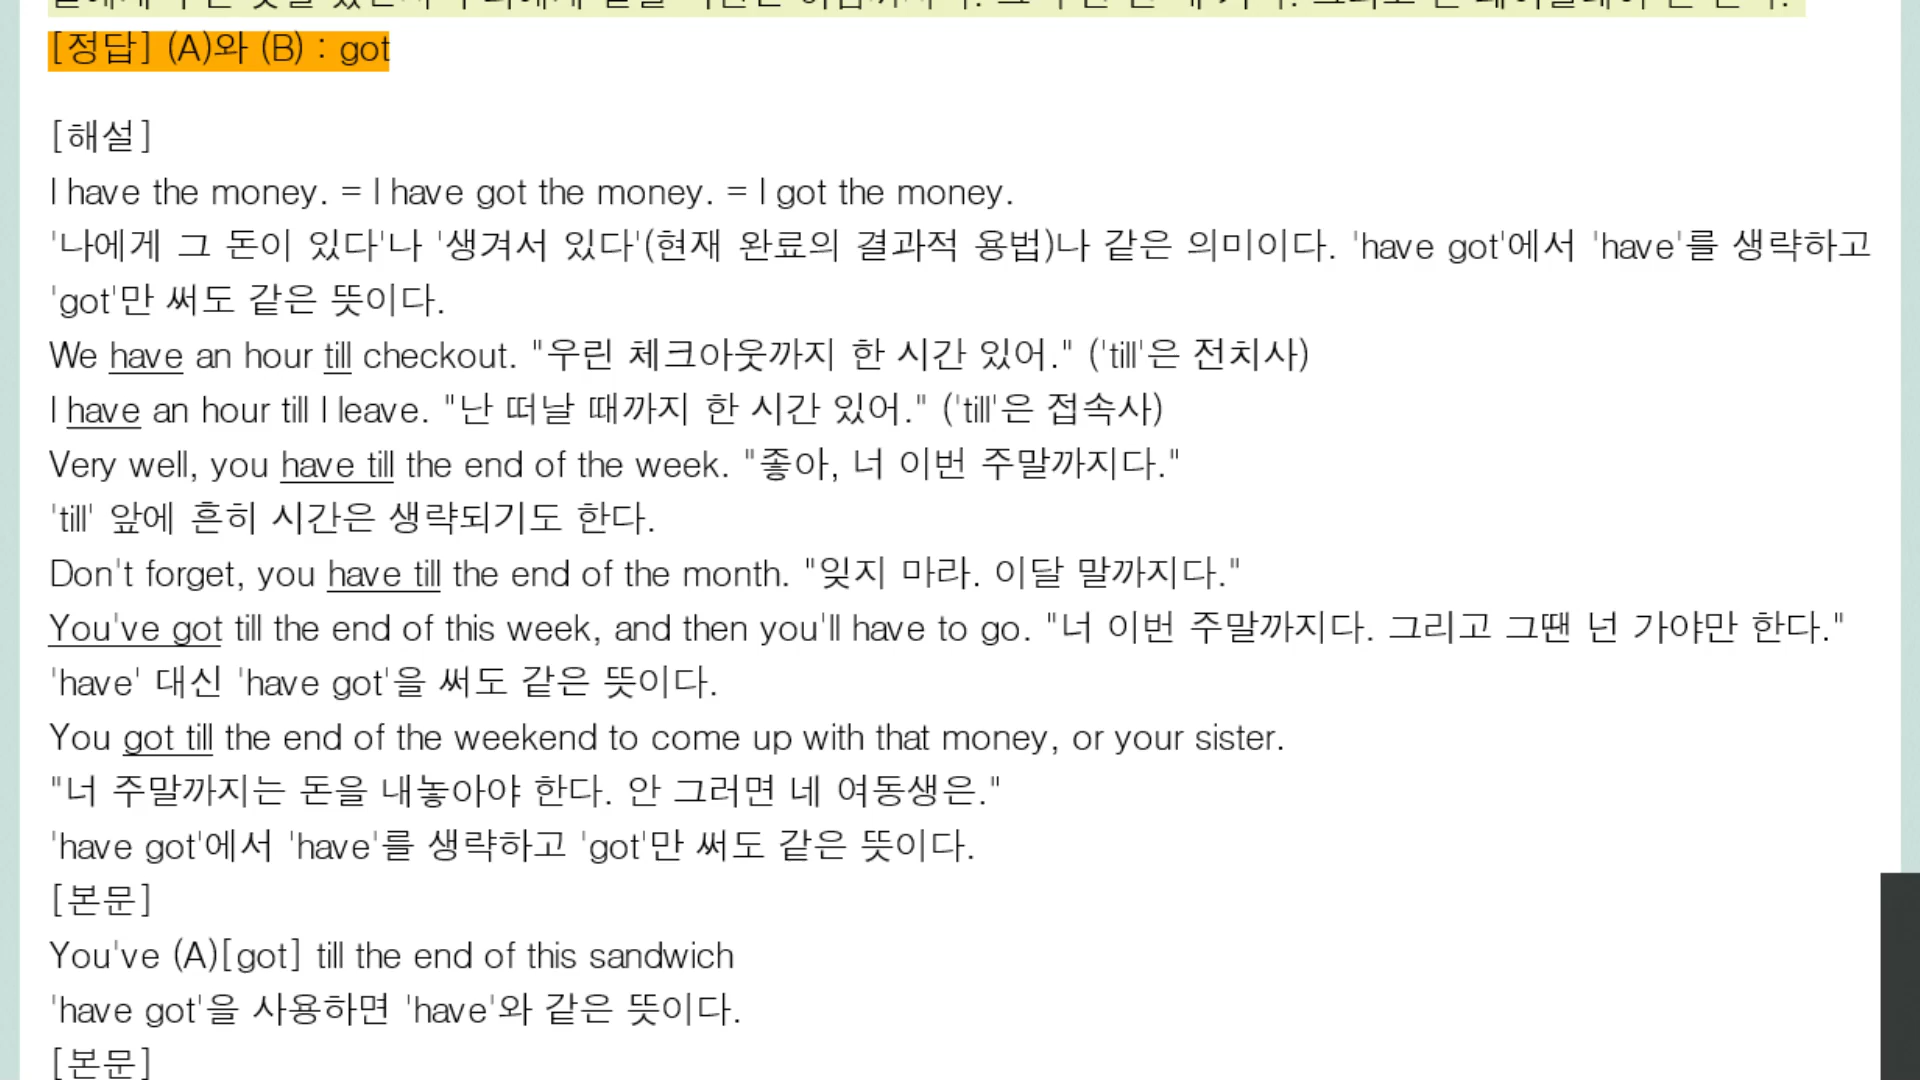 [정답] (A)와 (B) : got
[해설]
I have the money. = I have got the money. = I got the money.
'나에게 그 돈이 있다'나 '생겨서 있다'(현재 완료의 결과적 용법)나 같은 의미이다. 'have got'에서 'have'를 생략하고
'got'만 써도 같은 뜻이다.
We have an hour till checkout. "우린 체크아웃까지 한 시간 있어." ('till'은 전치사)
I have an hour till I leave. "난 떠날 때까지 한 시간 있어." ('till'은 접속사)
Very well, you have till the end of the week. "좋아, 너 이번 주말까지다."
'till' 앞에 흔히 시간은 생략되기도 한다.
Don't forget, you have till the end of the month. "잊지 마라. 이달 말까지다."
You've got till the end of this week, and then you'll have to go. "너 이번 주말까지다. 그리고 그땐 넌 가야만 한다."
'have' 대신 'have got'을 써도 같은 뜻이다.
You got till the end of the weekend to come up with that money, or your sister.
"너 주말까지는 돈을 내놓아야 한다. 안 그러면 네 여동생은."
'have got'에서 'have'를 생략하고 'got'만 써도 같은 뜻이다.
[본문]
You've (A)[got] till the end of this sandwich
'have got'을 사용하면 'have'와 같은 뜻이다.
[본문]